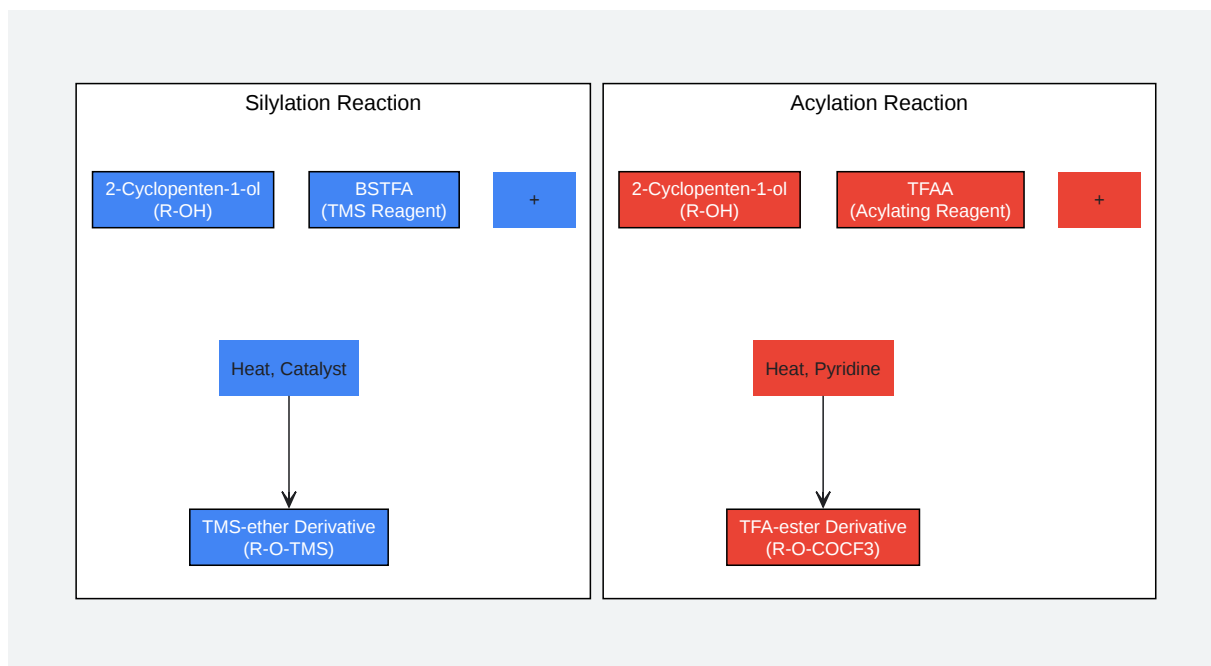 Silylation Reaction
2-Cyclopenten-1-ol
(R-OH)
BSTFA
(TMS Reagent)
+
Heat, Catalyst
TMS-ether Derivative
(R-O-TMS)
Acylation Reaction
2-Cyclopenten-1-ol
(R-OH)
TFAA
(Acylating Reagent)
+
Heat, Pyridine
TFA-ester Derivative
(R-O-COCF3)